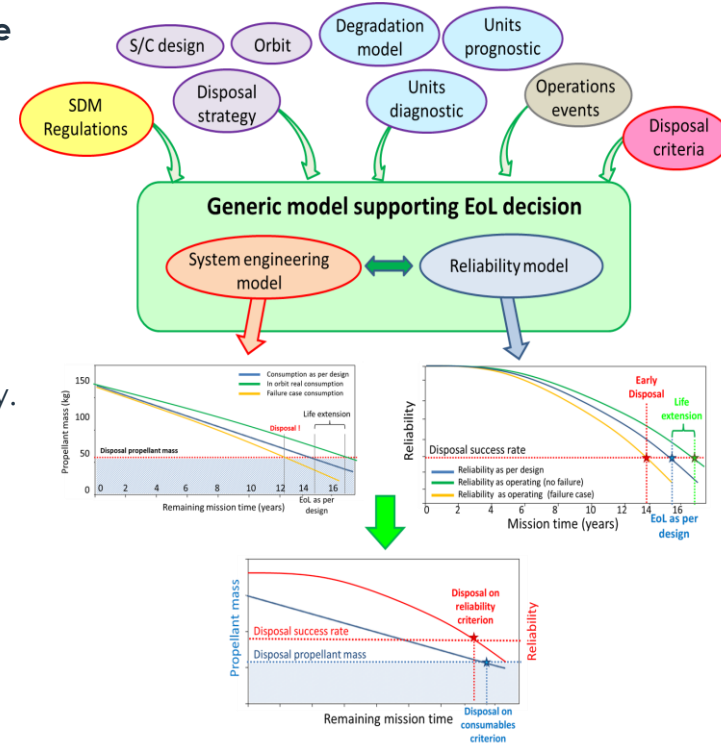 e
S/C design
Orbit
Degradation
model
Units
prognostic
SDM
Regulations
Disposal
strategy
Units
diagnostic
Operations
events
Disposal
criteria
Generic model supporting EoL decision
System engineering
model
Reliability model
y.
Propellant mass (kg)
150
100
50
0
Consumption as per design
In orbit real consumption
Failure case consumption
Life extension
Disposal !
Disposal propellant mass
0 2 4 6 8 10 12 14 16
Remaining mission time (years)
EoL as per
design
Reliability
Early
Disposal
Life
extension
Disposal success rate
Reliability as per design
Reliability as operating (no failure)
Reliability as operating (failure case)
0 2 4 6 8 10 12 14 16
Mission time (years)
EoL as per
design
Propellant mass
Reliability
Disposal on
reliability
criterion
Disposal success rate
Disposal propellant mass
Remaining mission time
Disposal on
consumables
criterion